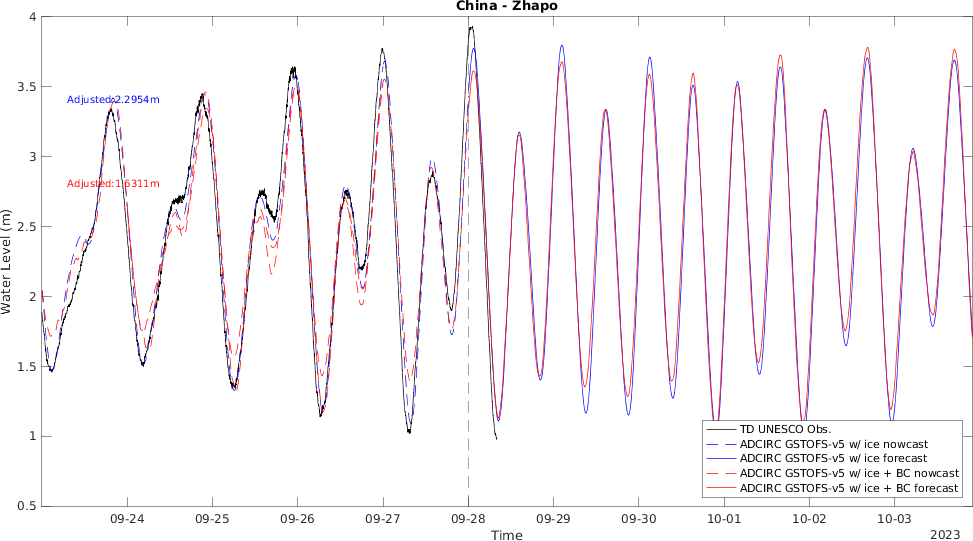 China - Zhapo
4
3.5
3
2.5
2
1.5
1
0.5
Water Level (m)
Adjusted:2.2954m
Adjusted:1.6311m
TD UNESCO Obs.
ADCIRC GSTOFS-v5 w/ ice nowcast
ADCIRC GSTOFS-v5 w/ ice forecast
ADCIRC GSTOFS-v5 w/ ice + BC nowcast
ADCIRC GSTOFS-v5 w/ ice + BC forecast
09-24 09-25 09-26 09-27 09-28 09-29 09-30 10-01 10-02 10-03
Time
2023